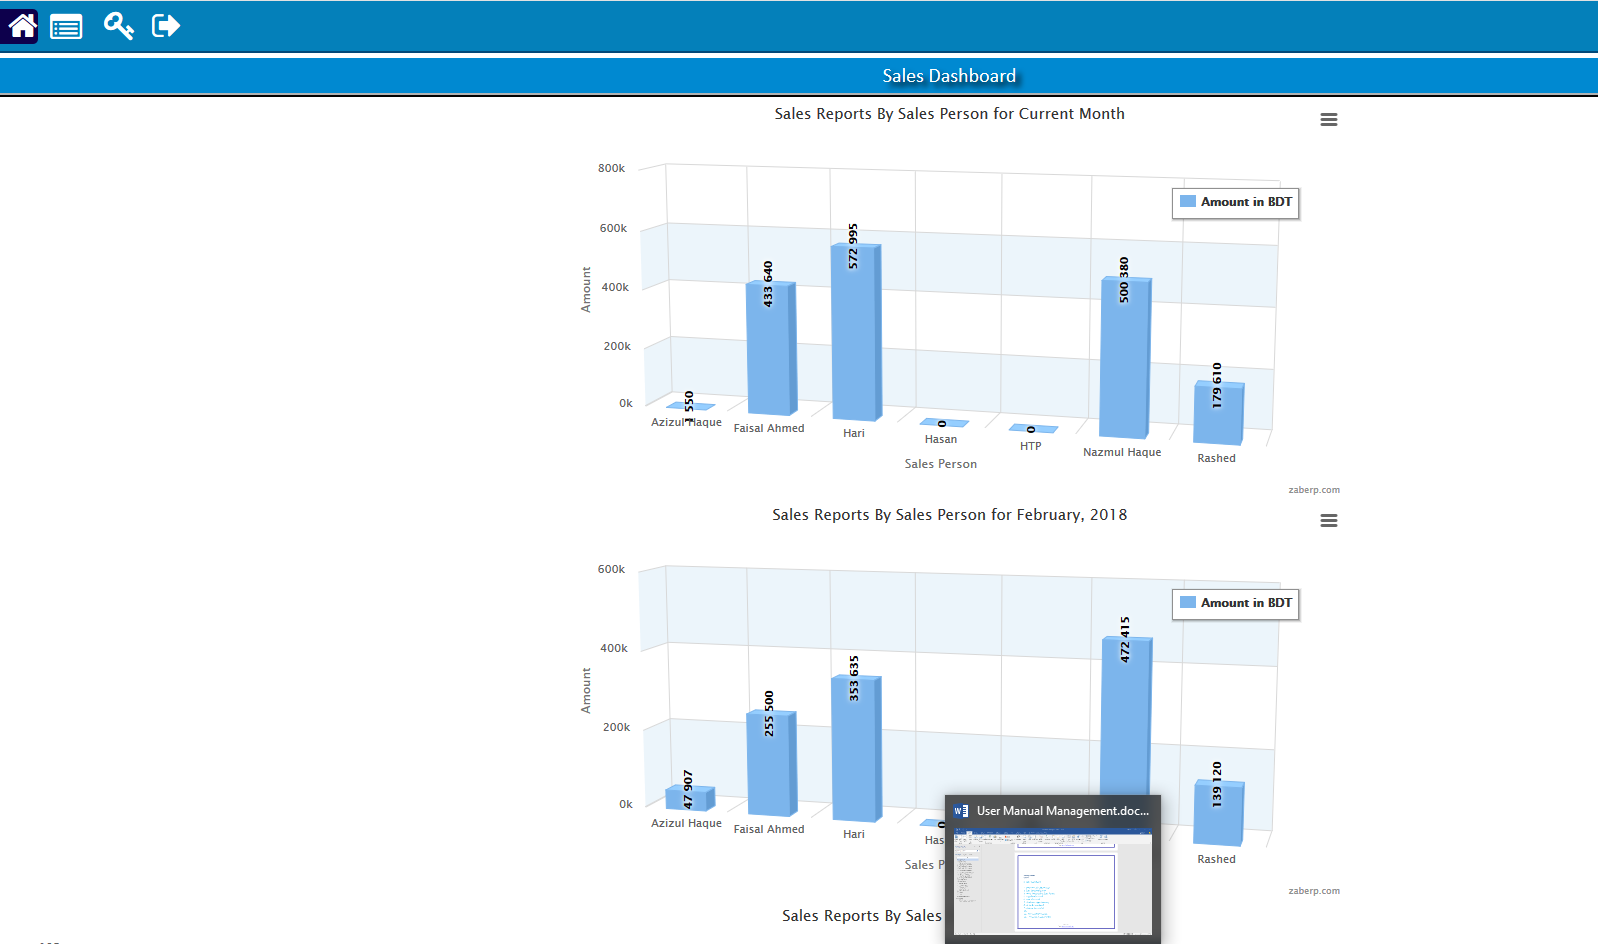 Sales Dashboard
Sales Reports By Sales Person for Current Month
800k
600k
400k
200k
0k
Amount
Amount in BDT
1 550
433 640
572 995
0
0
500 380
179 610
Azizul Haque
Faisal Ahmed
Hari
Hasan
HTP
Nazmul Haque
Rashed
Sales Person
zaberp.com
Sales Reports By Sales Person for February, 2018
600k
400k
200k
0k
Amount
Amount in BDT
47 907
255 500
353 635
0
472 415
139 120
Azizul Haque
Faisal Ahmed
Hari
Has
Rashed
Sales P
zaberp.com
User Manual Management.doc...
Sales Reports By Sales